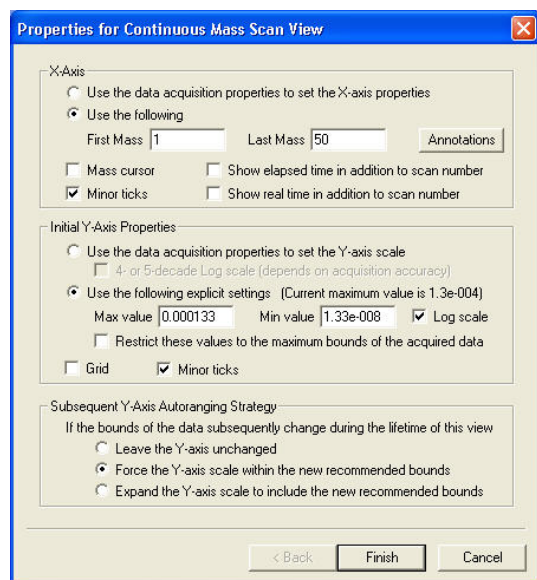 Properties for Continuous Mass Scan View
X-Axis
Use the data acquisition properties to set the X-axis properties
Use the following
First Mass 1 Last Mass 50 Annotations
Mass cursor Show elapsed time in addition to scan number
Minor ticks Show real time in addition to scan number
Initial Y-Axis Properties
Use the data acquisition properties to set the Y-axis scale
4- or 5-decade Log scale (depends on acquisition accuracy)
Use the following explicit settings (Current maximum value is 1.3e-004)
Max value 0.000133 Min value 1.33e-008 Log scale
Restrict these values to the maximum bounds of the acquired data
Grid Minor ticks
Subsequent Y-Axis Autoranging Strategy
If the bounds of the data subsequently change during the lifetime of this view
Leave the Y-axis unchanged
Force the Y-axis scale within the new recommended bounds
Expand the Y-axis scale to include the new recommended bounds
< Back Finish Cancel